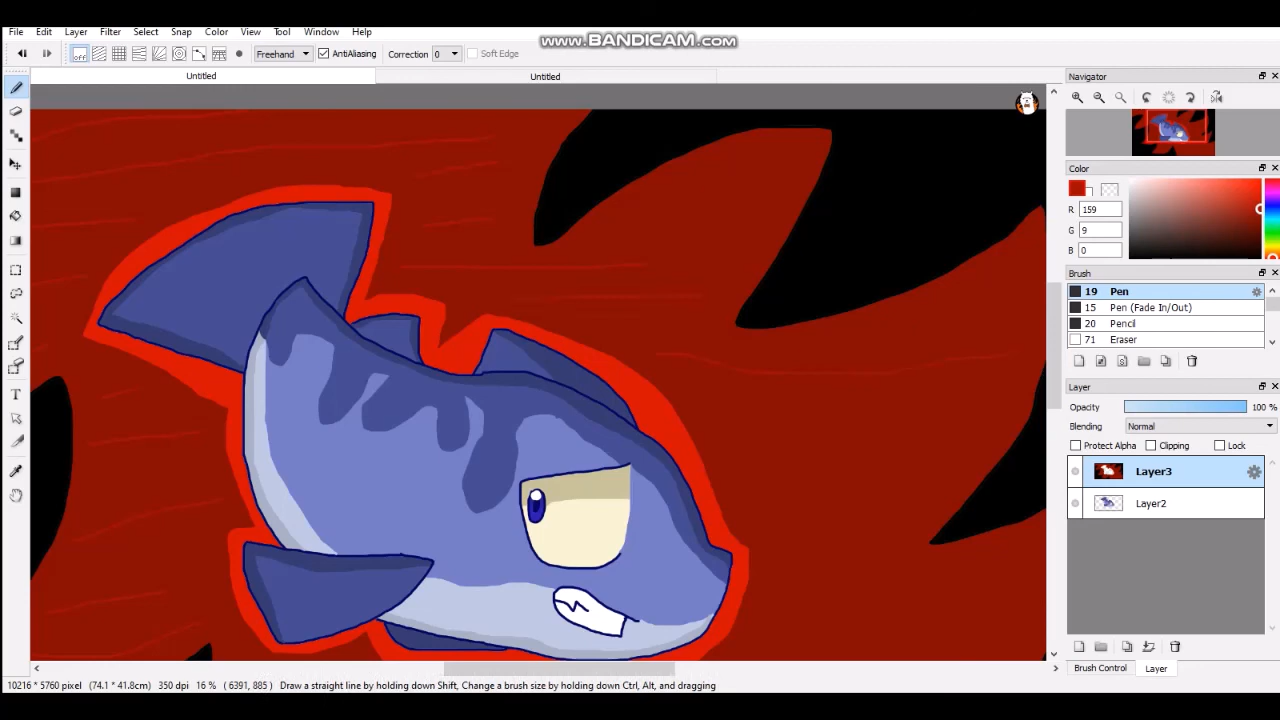 www.BANDICAM.com
File Edit Layer Filter Select Snap Color View Tool Window Help
off Freehand AntiAliasing Correction 0 Soft Edge
Untitled Untitled
Navigator
Color
R 159
G 9
B 0
Brush
19 Pen
15 Pen (Fade In/Out)
20 Pencil
71 Eraser
Layer
Opacity 100 %
Blending Normal
Protect Alpha Clipping Lock
Layer3
Layer2
Brush Control Layer
10216 * 5760 pixel (74.1 * 41.8cm) 350 dpi 16 % ( 6391, 885 ) Draw a straight line by holding down Shift, Change a brush size by holding down Ctrl, Alt, and dragging